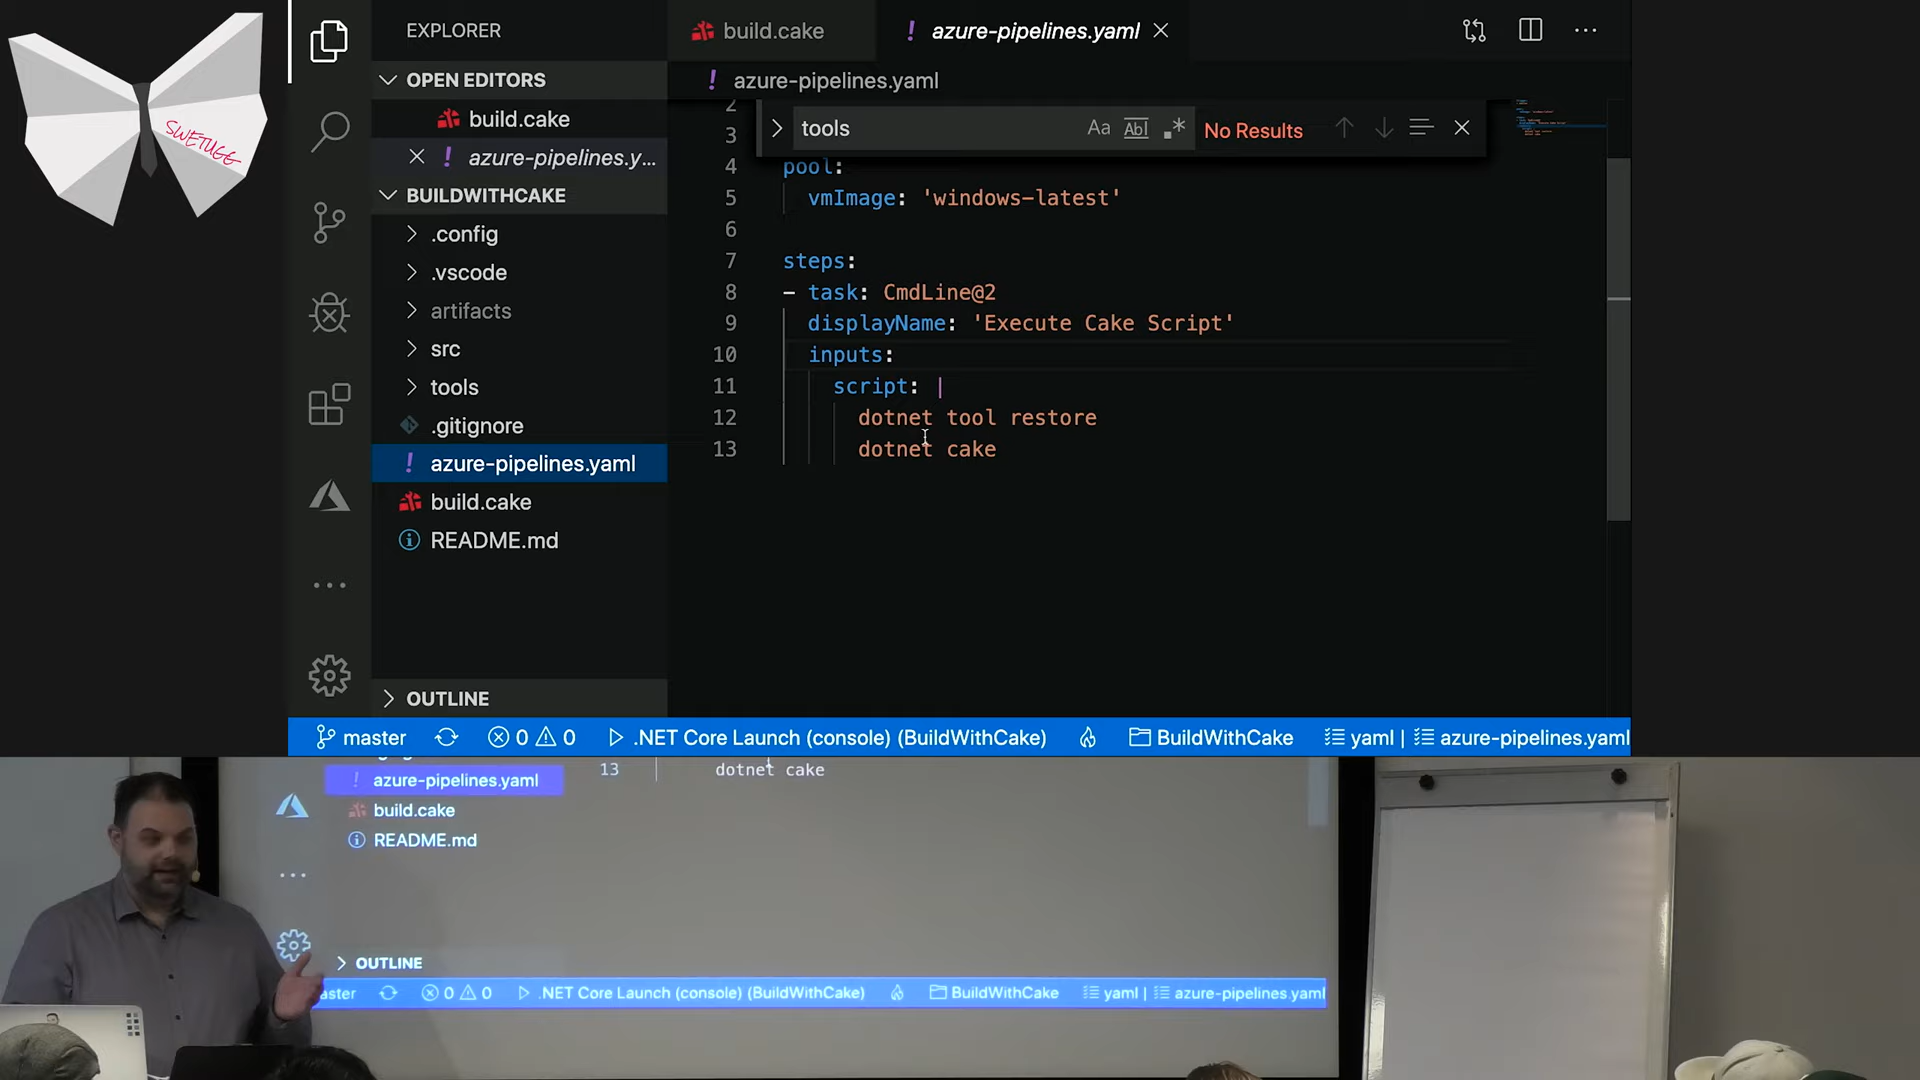 SWETUGG
EXPLORER
OPEN EDITORS
build.cake
! azure-pipelines.y...
BUILDWITHCAKE
.config
.vscode
artifacts
src
tools
.gitignore
! azure-pipelines.yaml
build.cake
README.md
OUTLINE
build.cake
! azure-pipelines.yaml
! azure-pipelines.yaml
tools
Aa Abl .* No Results
2
3
4 pool:
5 vmImage: 'windows-latest'
6
7 steps:
8 - task: CmdLine@2
9 displayName: 'Execute Cake Script'
10 inputs:
11 script: |
12 dotnet tool restore
13 dotnet cake
master 0 0 .NET Core Launch (console) (BuildWithCake) BuildWithCake yaml | azure-pipelines.yaml
! azure-pipelines.yaml
build.cake
README.md
OUTLINE
13 dotnet cake
aster 0 0 .NET Core Launch (console) (BuildWithCake) BuildWithCake yaml | azure-pipelines.yaml